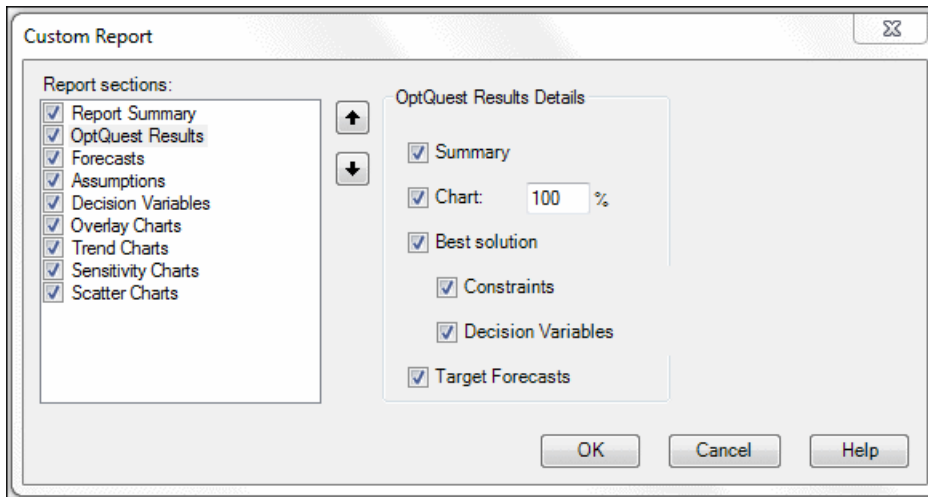 Custom Report
Report sections:
Report Summary
OptQuest Results
Forecasts
Assumptions
Decision Variables
Overlay Charts
Trend Charts
Sensitivity Charts
Scatter Charts
OptQuest Results Details
Summary
Chart: 100 %
Best solution
Constraints
Decision Variables
Target Forecasts
OK Cancel Help